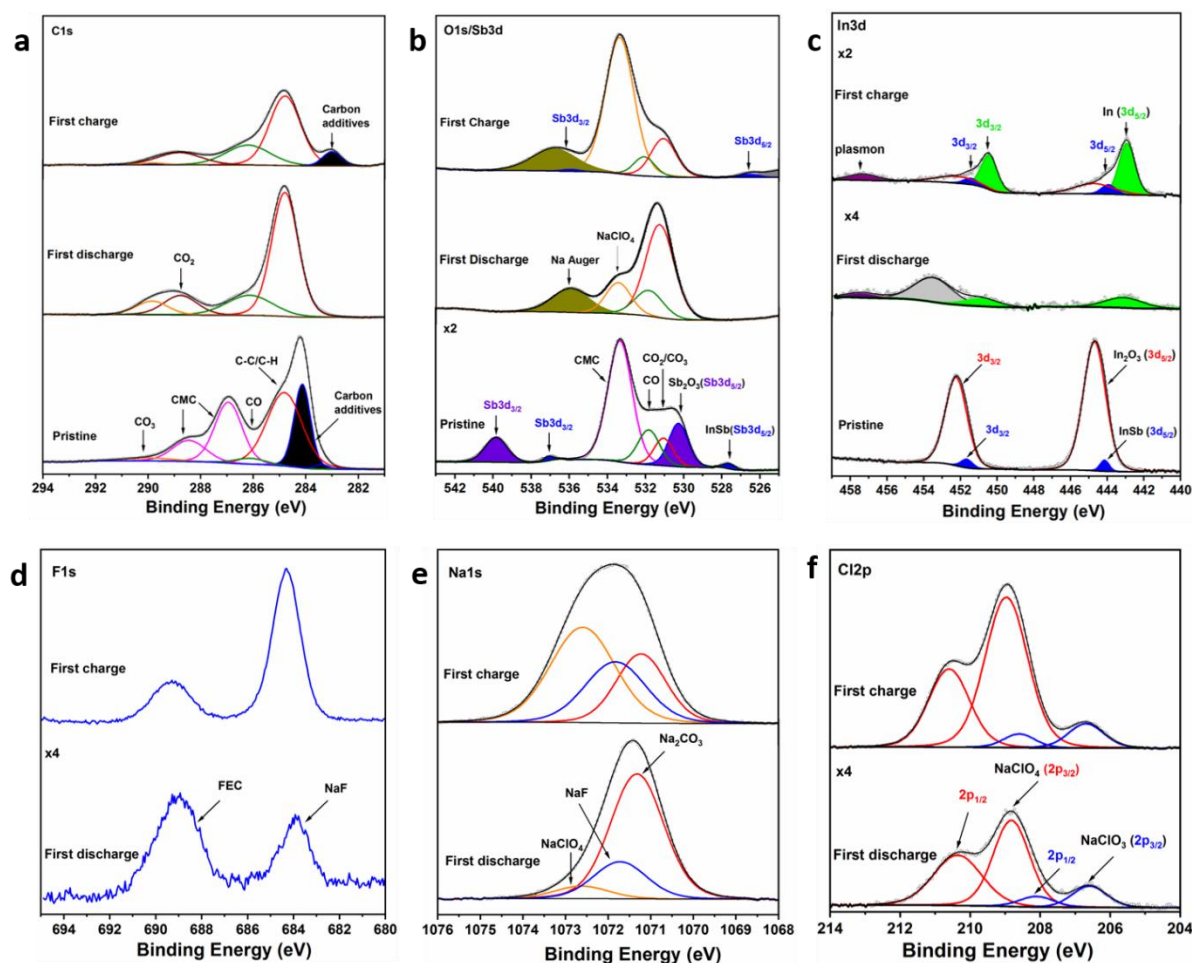 a
C1s
First charge
Carbon
additives
First discharge
CO2
C-C/C-H
CMC
CO
CO3
Carbon
additives
Pristine
294 292 290 288 286 284 282
Binding Energy (eV)
b
O1s/Sb3d
Sb3d3/2
Sb3d5/2
First Charge
NaClO4
Na Auger
First Discharge
x2
CMC
CO2/CO3
CO
Sb2O3(Sb3d5/2)
Sb3d3/2
Sb3d3/2
InSb(Sb3d5/2)
Pristine
542 540 538 536 534 532 530 528 526
Binding Energy (eV)
c
In3d
x2
First charge
In (3d5/2)
3d3/2
3d3/2
3d5/2
plasmon
x4
First discharge
3d3/2
In2O3 (3d5/2)
Pristine
3d3/2
InSb (3d5/2)
458 456 454 452 450 448 446 444 442 440
Binding Energy (eV)
d
F1s
First charge
x4
FEC
NaF
First discharge
694 692 690 688 686 684 682 680
Binding Energy (eV)
e
Na1s
First charge
Na2CO3
NaF
NaClO4
First discharge
1076 1075 1074 1073 1072 1071 1070 1069 1068
Binding Energy (eV)
f
Cl2p
First charge
x4
NaClO4 (2p3/2)
2p1/2
NaClO3 (2p3/2)
2p1/2
First discharge
214 212 210 208 206 204
Binding Energy (eV)